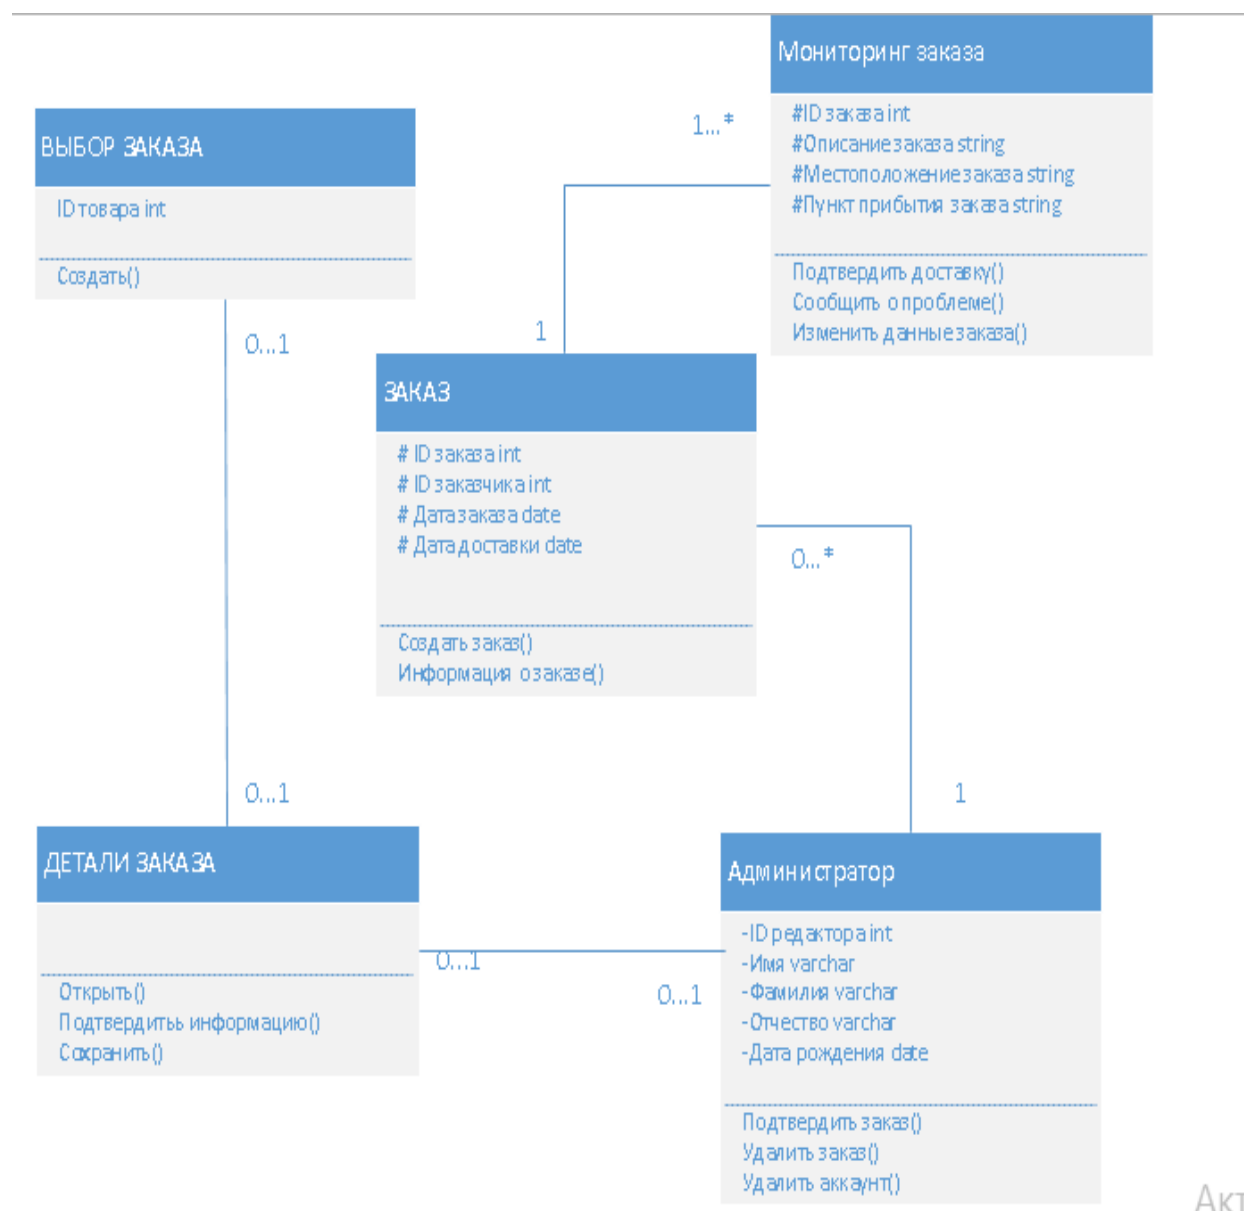 Мониторинг заказа
#ID заказа int
#Описание заказа string
#Местоположение заказа string
#Пункт прибытия заказа string
Подтвердить доставку()
Сообщить о проблеме()
Изменить данные заказа()
1...*
ВЫБОР ЗАКАЗА
ID товара int
Создать()
0...1
1
ЗАКАЗ
# ID заказа int
# ID заказчика int
# Дата заказа date
# Дата доставки date
Создать заказ()
Информация о заказе()
0...*
0...1
1
ДЕТАЛИ ЗАКАЗА
Открыть()
Подтвердитьь информацию()
Сохранить()
0...1
0...1
Администратор
-ID редактора int
-Имя varchar
-Фамилия varchar
-Отчество varchar
-Дата рождения date
Подтвердить заказ()
Удалить заказ()
Удалить аккаунт()
Акт